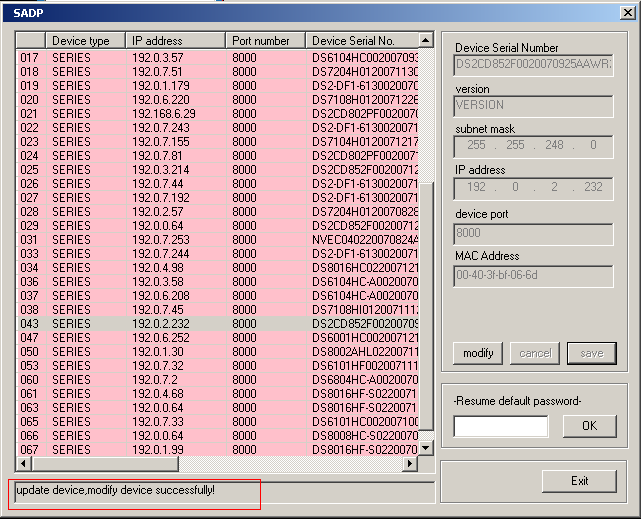 SADP
Device type IP address Port number Device Serial No.
017 SERIES 192.0.3.57 8000 DS6104HC002007093
018 SERIES 192.0.7.51 8000 DS7204H0120071130
019 SERIES 192.0.1.179 8000 DS2-DF1-6130020071
020 SERIES 192.0.6.220 8000 DS7108H0120071226
021 SERIES 192.168.6.29 8000 DS2CD802PF0020070
022 SERIES 192.0.7.243 8000 DS2-DF1-6130020071
023 SERIES 192.0.7.155 8000 DS7104H0120071217
024 SERIES 192.0.7.81 8000 DS2CD802PF0020071
025 SERIES 192.0.3.214 8000 DS2CD852F00200712
026 SERIES 192.0.7.44 8000 DS2-DF1-6130020071
027 SERIES 192.0.7.192 8000 DS2-DF1-6130020071
028 SERIES 192.0.2.57 8000 DS7204H0120070828
029 SERIES 192.0.0.64 8000 DS2CD852F00200712
031 SERIES 192.0.7.253 8000 NVEC040220070824A
033 SERIES 192.0.7.244 8000 DS2-DF1-6130020071
034 SERIES 192.0.4.98 8000 DS8016HC022007121
036 SERIES 192.0.3.58 8000 DS6104HC-A0020070
037 SERIES 192.0.6.208 8000 DS6104HC-A0020070
038 SERIES 192.0.7.45 8000 DS7108HI012007111
043 SERIES 192.0.2.232 8000 DS2CD852F00200709
047 SERIES 192.0.6.252 8000 DS6001HC002007121
050 SERIES 192.0.1.30 8000 DS8002AHL02200711
053 SERIES 192.0.7.32 8000 DS6101HF002007111
060 SERIES 192.0.7.2 8000 DS6804HC-A0020070
061 SERIES 192.0.4.68 8000 DS8016HF-S0220071
063 SERIES 192.0.0.64 8000 DS8016HF-S0220071
065 SERIES 192.0.7.33 8000 DS6101HC002007100
066 SERIES 192.0.0.64 8000 DS8008HC-S0220070
067 SERIES 192.0.1.99 8000 DS8016HF-S0220070
update device,modify device successfully!
Device Serial Number
DS2CD852F0020070925AAWR
version
VERSION
subnet mask
255 . 255 . 248 . 0
IP address
192 . 0 . 2 . 232
device port
8000
MAC Address
00-40-3f-bf-06-6d
modify cancel save
-Resume default password-
OK
Exit